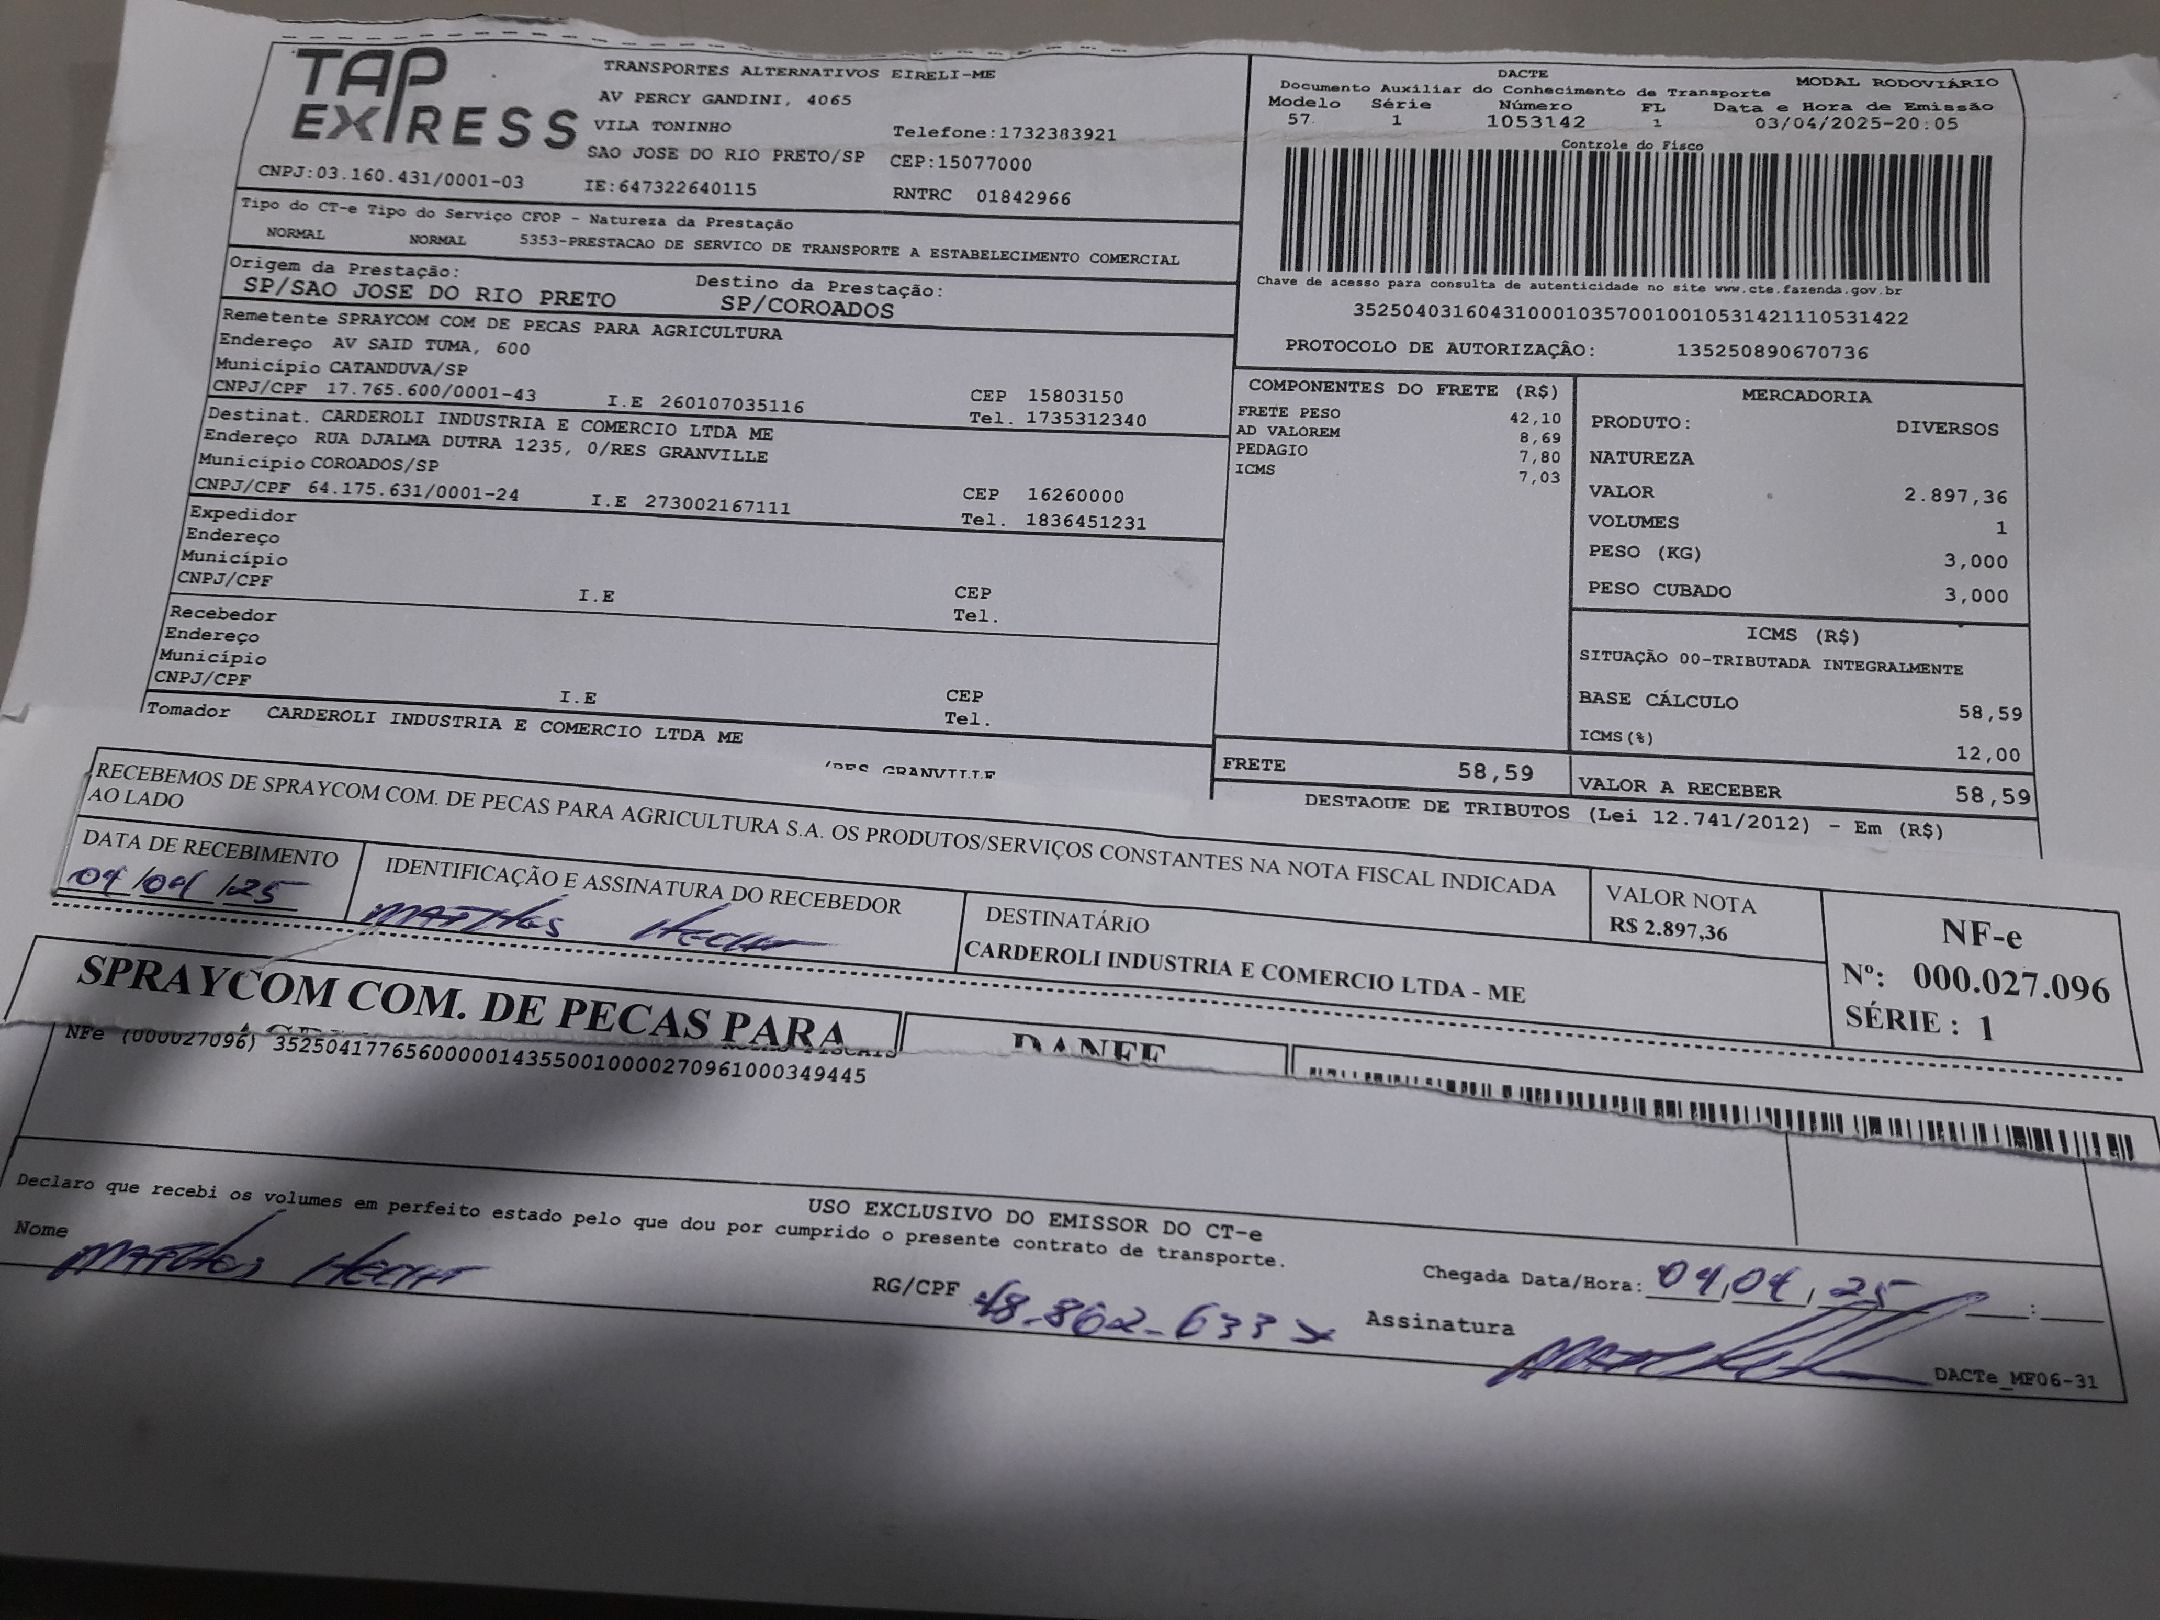 TAP
EXPRESS
TRANSPORTES ALTERNATIVOS EIRELI-ME
AV PERCY GANDINI, 4065
VILA TONINHO
Telefone:1732383921
SAO JOSE DO RIO PRETO/SP CEP:15077000
CNPJ:03.160.431/0001-03 IE:647322640115 RNTRC 01842966
DACTE
MODAL RODOVIÁRIO
Documento Auxiliar do Conhecimento de Transporte
Modelo Série Número FL Data e Hora de Emissão
57 1 1053142 1 03/04/2025-20:05
Controle do Fisco
Chave de acesso para consulta de autenticidade no site www.cte.fazenda.gov.br
35250403160431000103570010010531421110531422
PROTOCOLO DE AUTORIZAÇÃO: 135250890670736
Tipo do CT-e Tipo do Serviço CFOP - Natureza da Prestação
NORMAL NORMAL 5353-PRESTACAO DE SERVICO DE TRANSPORTE A ESTABELECIMENTO COMERCIAL
Origem da Prestação: Destino da Prestação:
SP/SAO JOSE DO RIO PRETO SP/COROADOS
Remetente SPRAYCOM COM DE PECAS PARA AGRICULTURA
Endereço AV SAID TUMA, 600
Município CATANDUVA/SP CEP 15803150
CNPJ/CPF 17.765.600/0001-43 I.E 260107035116 Tel. 1735312340
Destinat. CARDEROLI INDUSTRIA E COMERCIO LTDA ME
Endereço RUA DJALMA DUTRA 1235, 0/RES GRANVILLE
Município COROADOS/SP CEP 16260000
CNPJ/CPF 64.175.631/0001-24 I.E 273002167111 Tel. 1836451231
Expedidor
Endereço
Município CEP
CNPJ/CPF I.E Tel.
Recebedor
Endereço
Município CEP
CNPJ/CPF I.E Tel.
Tomador CARDEROLI INDUSTRIA E COMERCIO LTDA ME
/RES GRANVILLE
COMPONENTES DO FRETE (R$)
FRETE PESO 42,10
AD VALOREM 8,69
PEDAGIO 7,80
ICMS 7,03
FRETE 58,59
MERCADORIA
PRODUTO: DIVERSOS
NATUREZA
VALOR 2.897,36
VOLUMES 1
PESO (KG) 3,000
PESO CUBADO 3,000
ICMS (R$)
SITUAÇÃO 00-TRIBUTADA INTEGRALMENTE
BASE CÁLCULO 58,59
ICMS(%) 12,00
VALOR A RECEBER 58,59
DESTAQUE DE TRIBUTOS (Lei 12.741/2012) - Em (R$)
RECEBEMOS DE SPRAYCOM COM. DE PECAS PARA AGRICULTURA S.A. OS PRODUTOS/SERVIÇOS CONSTANTES NA NOTA FISCAL INDICADA
AO LADO
DATA DE RECEBIMENTO
04/04/25
IDENTIFICAÇÃO E ASSINATURA DO RECEBEDOR
MATHÓS HECHT
DESTINATÁRIO
CARDEROLI INDUSTRIA E COMERCIO LTDA - ME
VALOR NOTA
R$ 2.897,36
NF-e
Nº: 000.027.096
SÉRIE : 1
SPRAYCOM COM. DE PECAS PARA
DANFE
NFe (000027096) 35250417765600000143550010000270961000349445
USO EXCLUSIVO DO EMISSOR DO CT-e
Declaro que recebi os volumes em perfeito estado pelo que dou por cumprido o presente contrato de transporte.
Nome MATHÓS HECHT
RG/CPF 48.862-633 x
Chegada Data/Hora: 04,04,25 :
Assinatura
DACTe_MF06-31